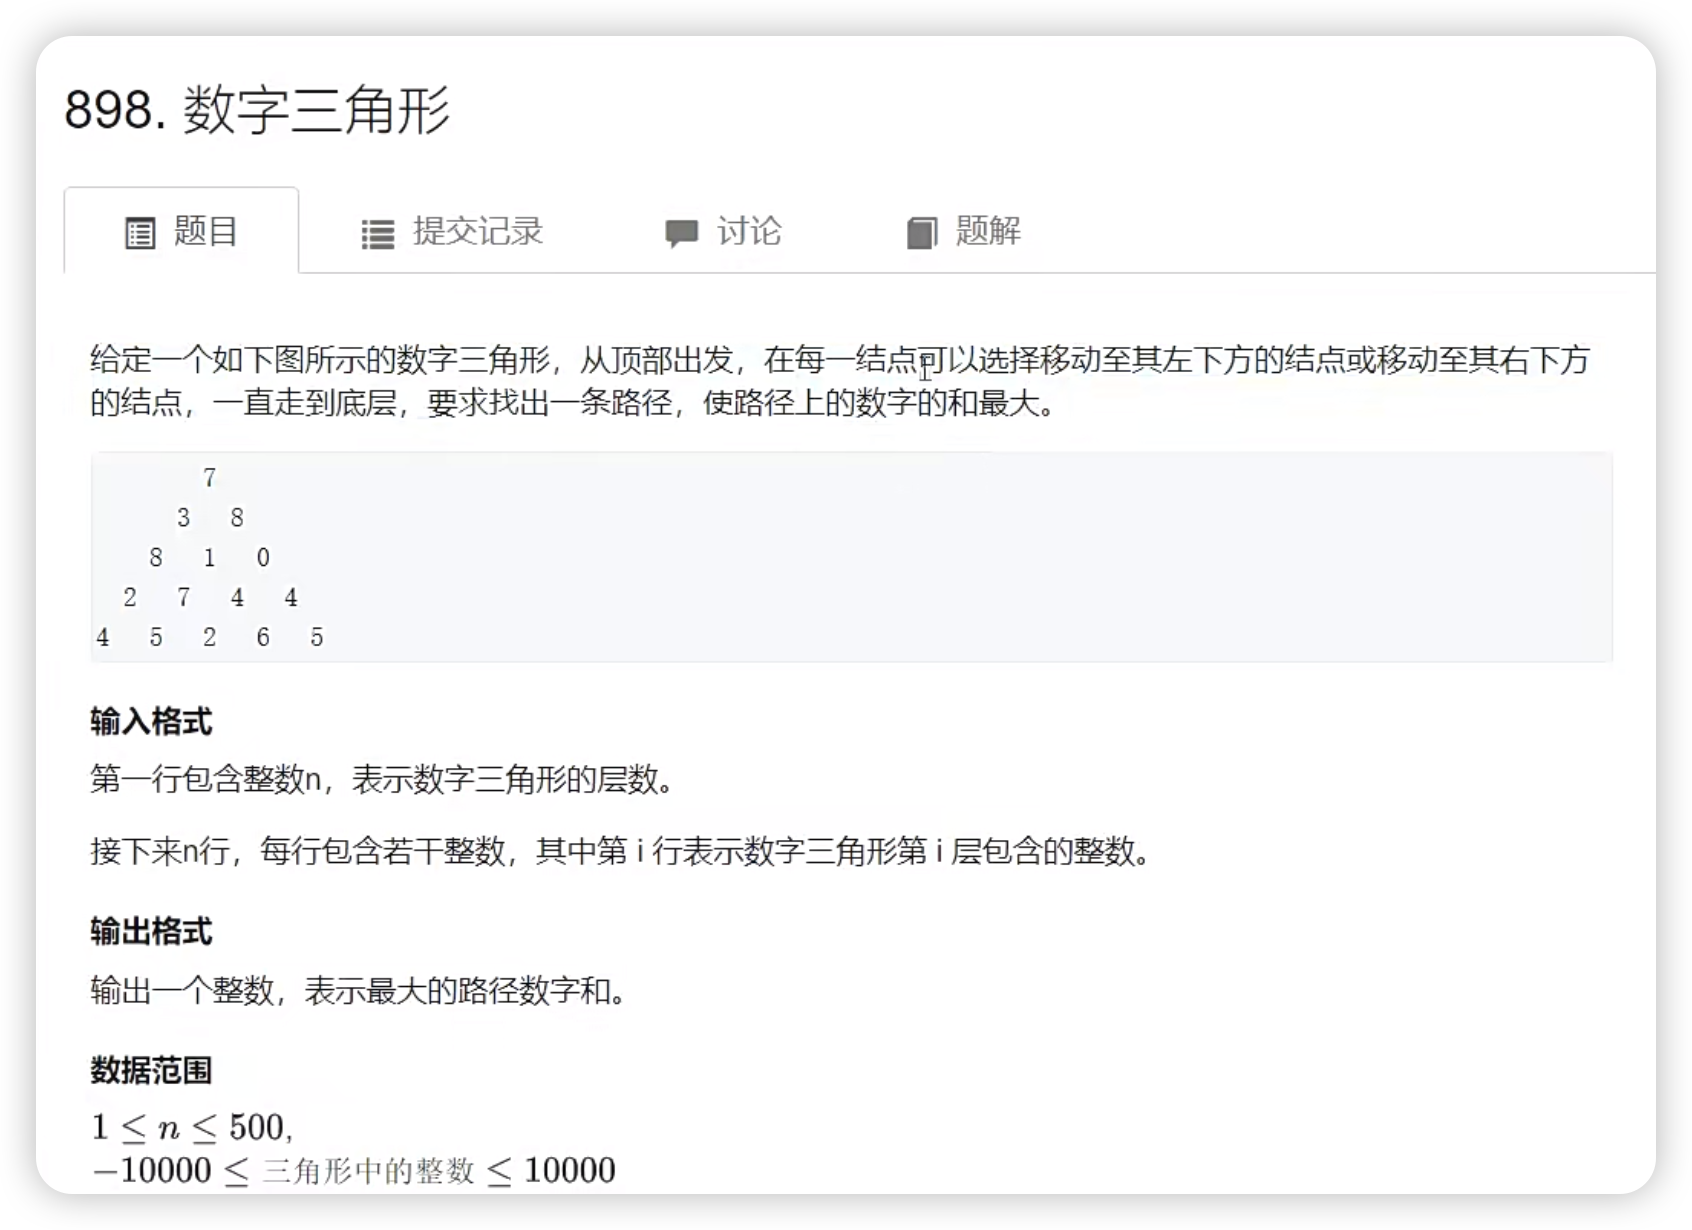 898. 数字三角形
题目 提交记录 讨论 题解
给定一个如下图所示的数字三角形，从顶部出发，在每一结点可以选择移动至其左下方的结点或移动至其右下方
的结点，一直走到底层，要求找出一条路径，使路径上的数字的和最大。
7
3 8
8 1 0
2 7 4 4
4 5 2 6 5
输入格式
第一行包含整数n，表示数字三角形的层数。
接下来n行，每行包含若干整数，其中第 i 行表示数字三角形第 i 层包含的整数。
输出格式
输出一个整数，表示最大的路径数字和。
数据范围
1 ≤ n ≤ 500,
−10000 ≤ 三角形中的整数 ≤ 10000